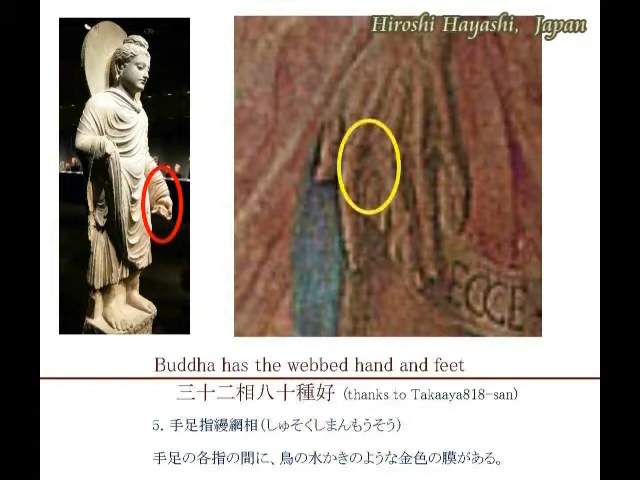 Hiroshi Hayashi, Japan
ECCE
Buddha has the webbed hand and feet
三十二相八十種好 (thanks to Takaaya818-san)
5. 手足指縵網相(しゅそくしまんもうそう)
手足の各指の間に、鳥の水かきのような金色の膜がある。